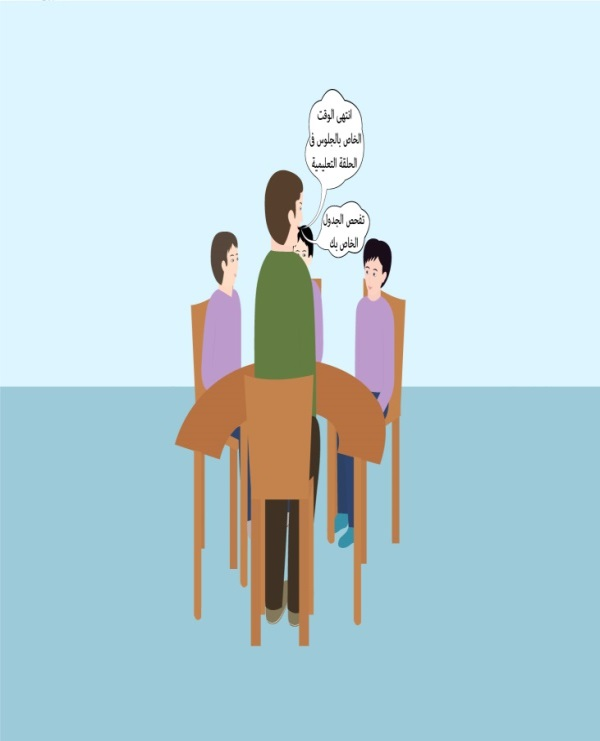 انتهى الوقت
الخاص بالجلوس فى
الحلقة التعليمية
تفحص الجدول
الخاص بك